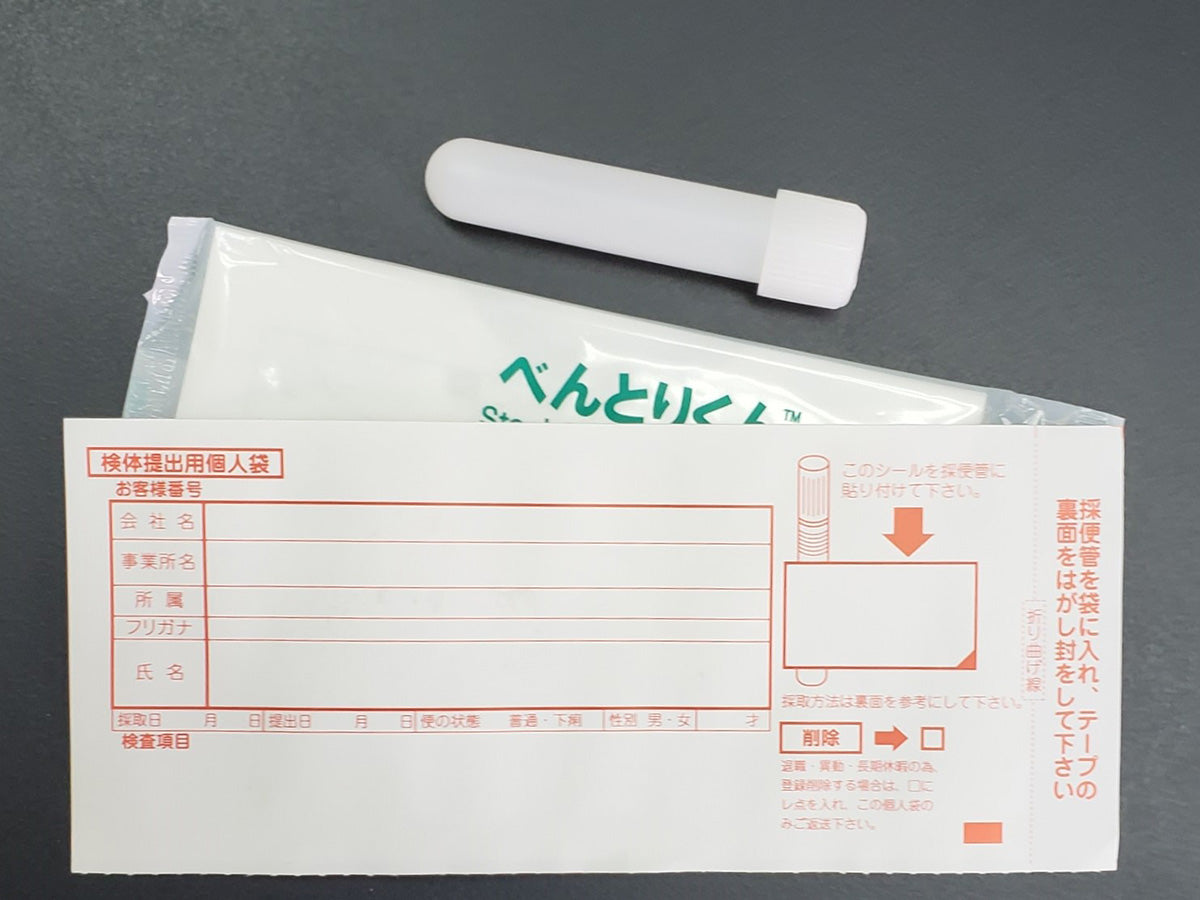 べんとりくん™
検体提出用個人袋
お客様番号
会社名
事業所名
所属
フリガナ
氏名
採取日 月 日 提出日 月 日 便の状態 普通・下痢 性別 男・女 才
検査項目
このシールを採便管に
貼り付けて下さい。
採取方法は裏面を参考にして下さい。
削除
退職・異動・長期休暇の為、
登録削除する場合は、□に
レ点を入れ、この個人袋の
みご返送下さい。
折り曲げ線
採便管を袋に入れ、テープの
裏面をはがし封をして下さい